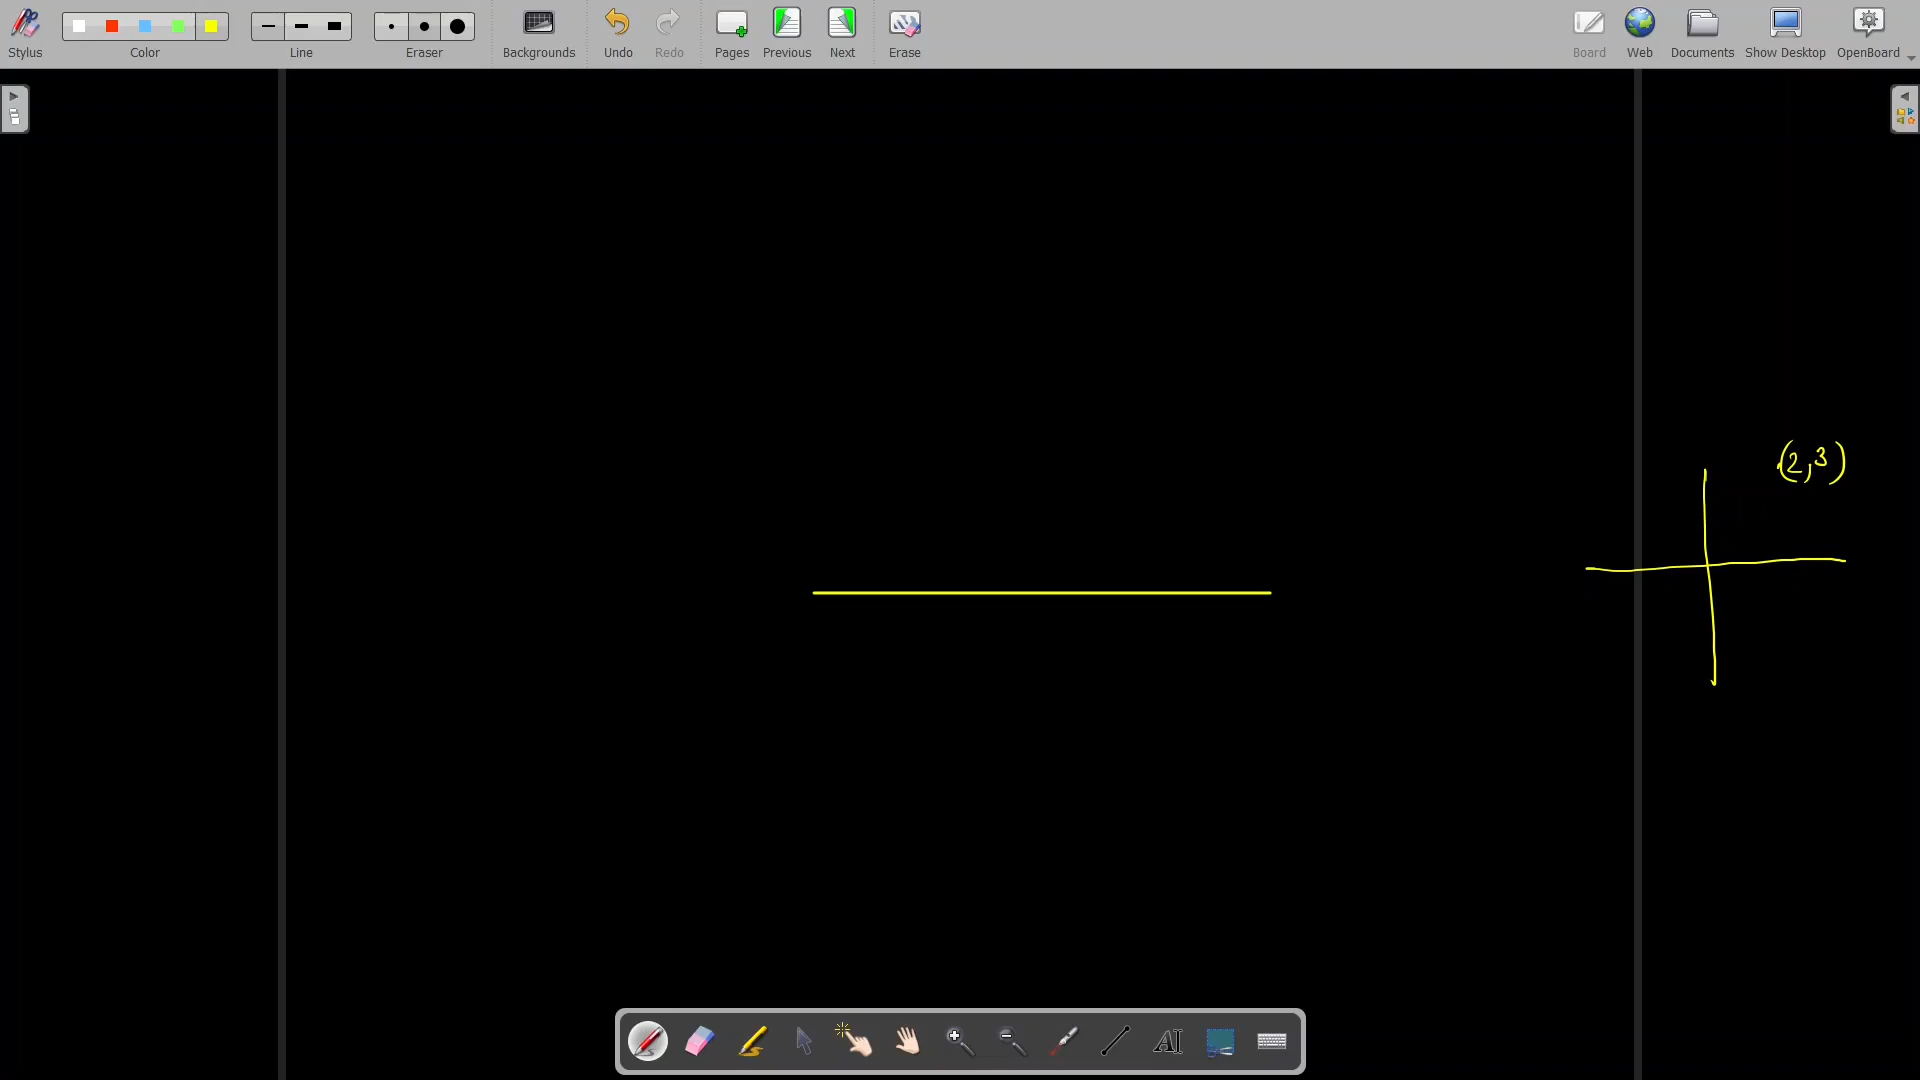 Stylus Color Line Eraser Backgrounds Undo Redo Pages Previous Next Erase Board Web Documents Show Desktop OpenBoard
(2,3)
AI